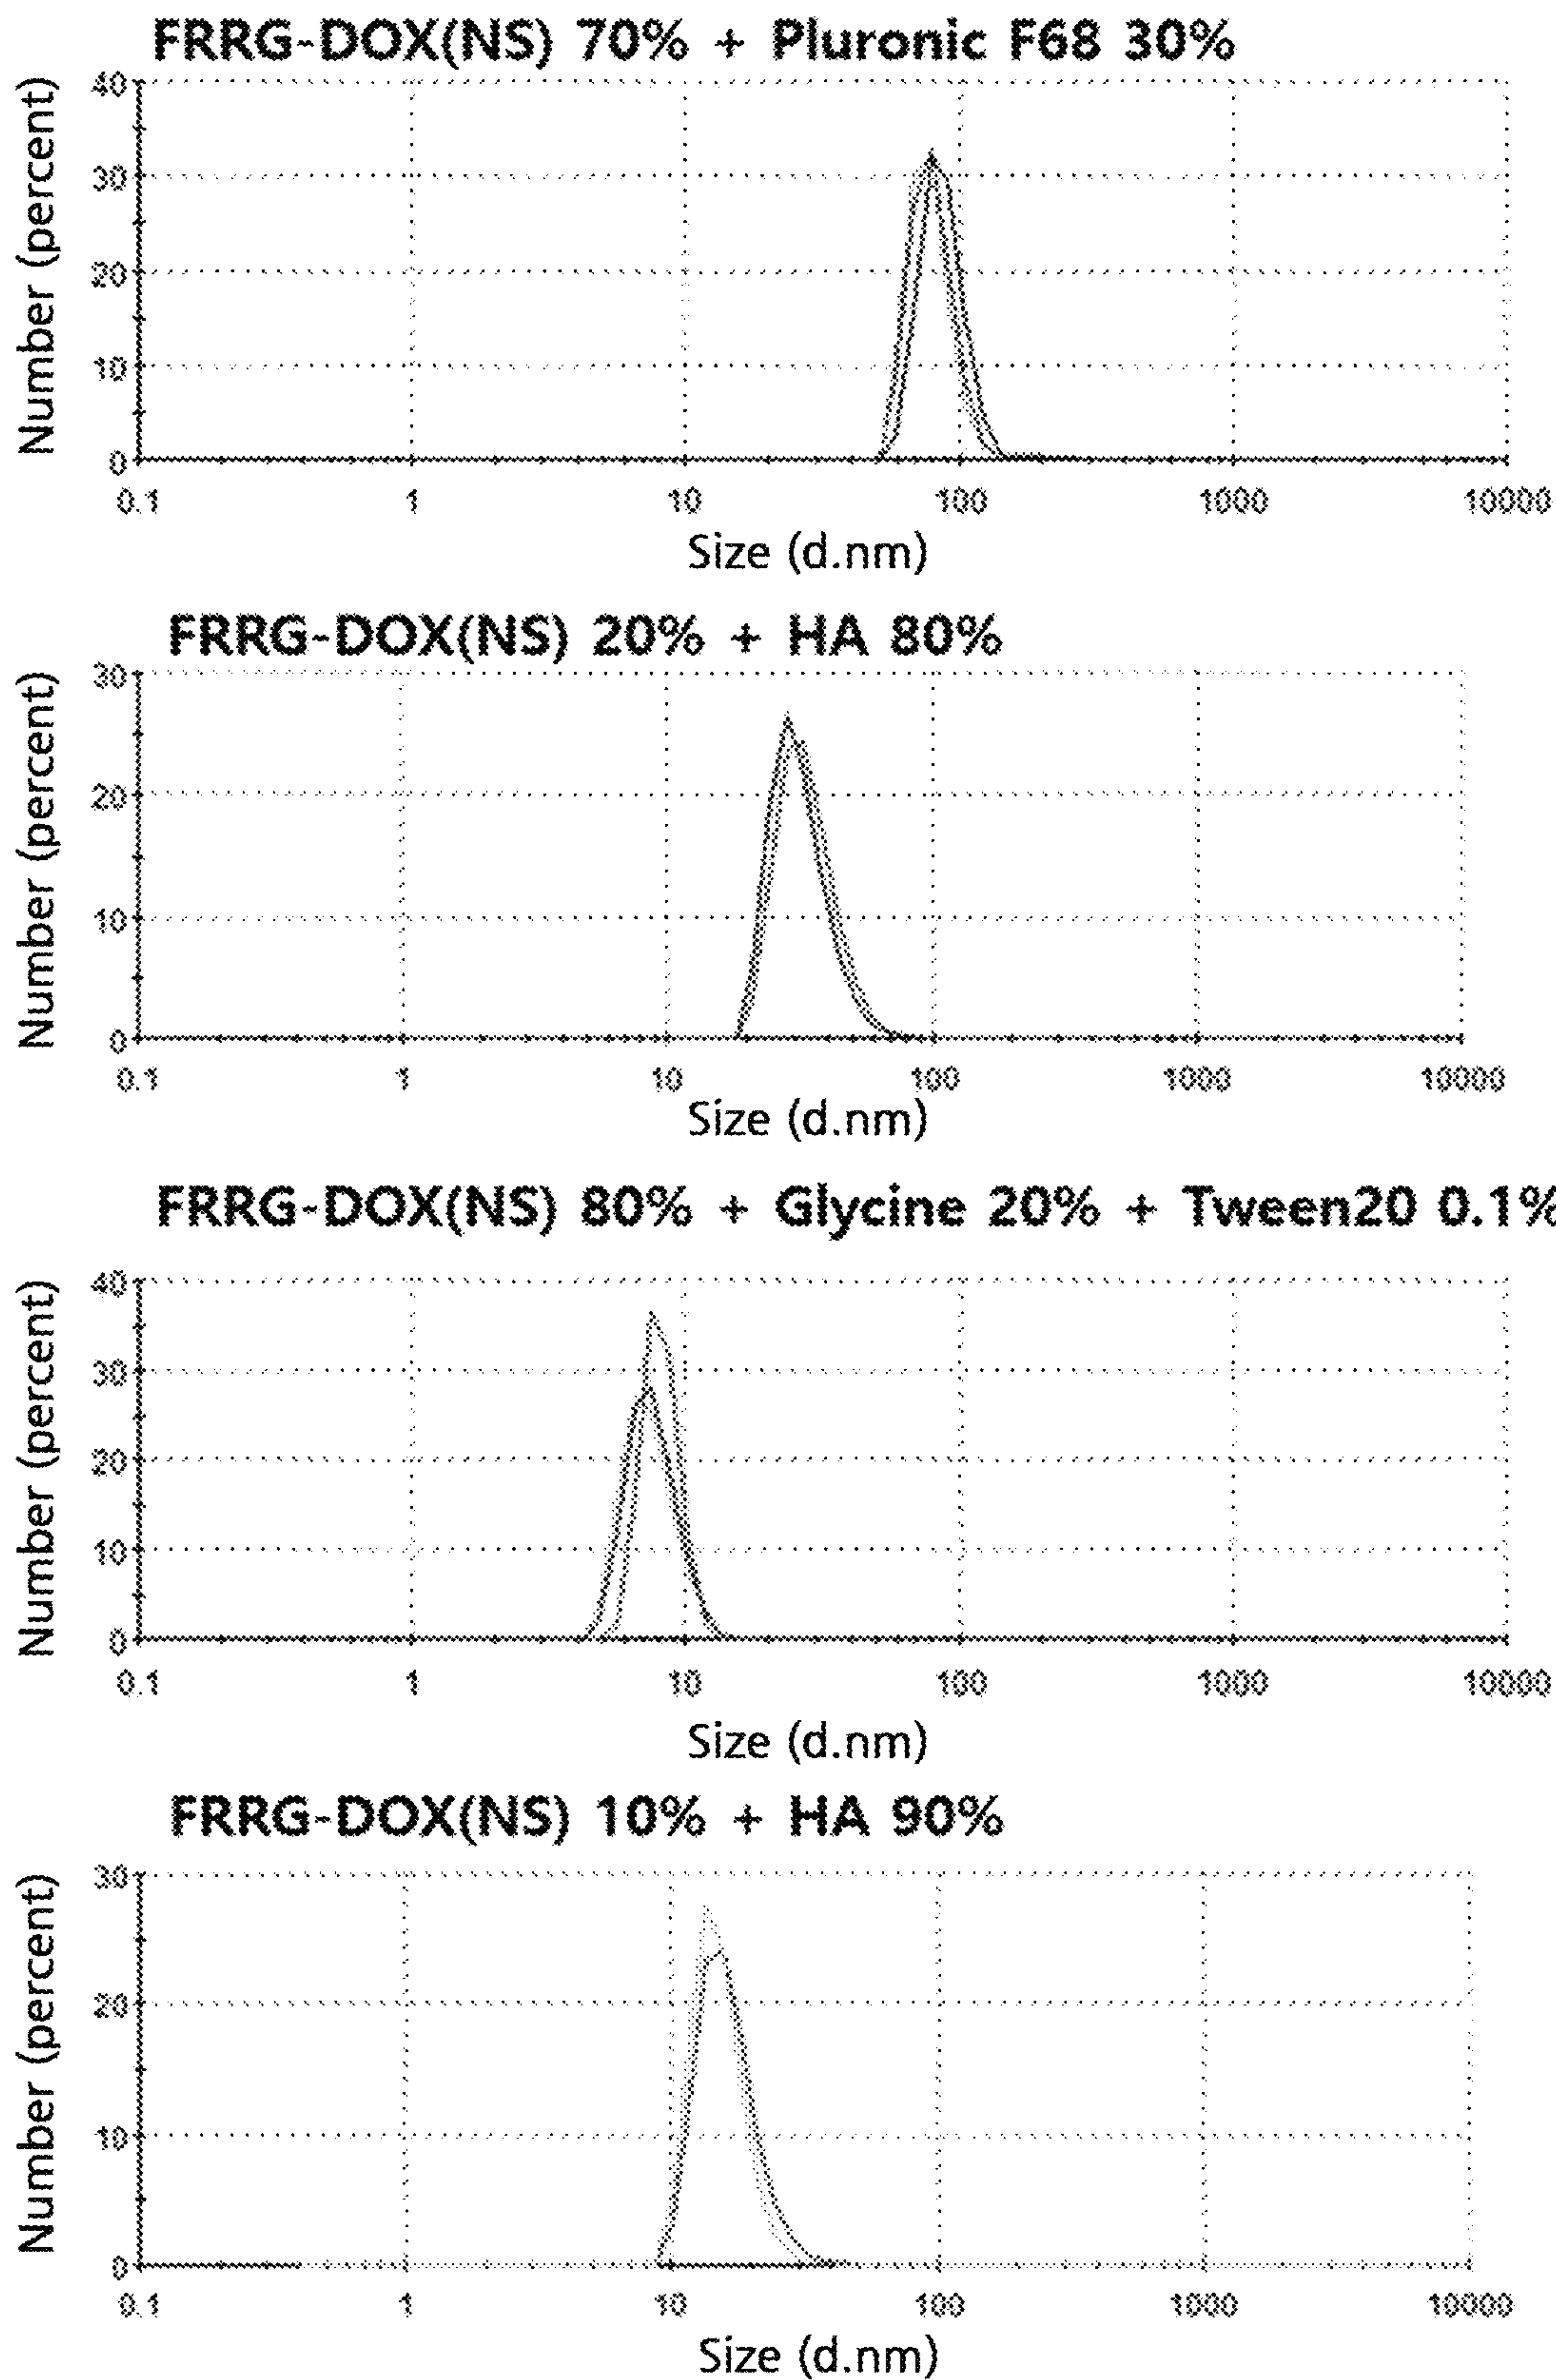 FRRG-DOX(NS) 70% + Pluronic F68 30%
Number (percent)
40
30
20
10
0
0.1 1 10 100 1000 10000
Size (d.nm)
FRRG-DOX(NS) 20% + HA 80%
Number (percent)
30
20
10
0
0.1 1 10 100 1000 10000
Size (d.nm)
FRRG-DOX(NS) 80% + Glycine 20% + Tween20 0.1%
Number (percent)
40
30
20
10
0
0.1 1 10 100 1000 10000
Size (d.nm)
FRRG-DOX(NS) 10% + HA 90%
Number (percent)
30
20
10
0
0.1 1 10 100 1000 10000
Size (d.nm)